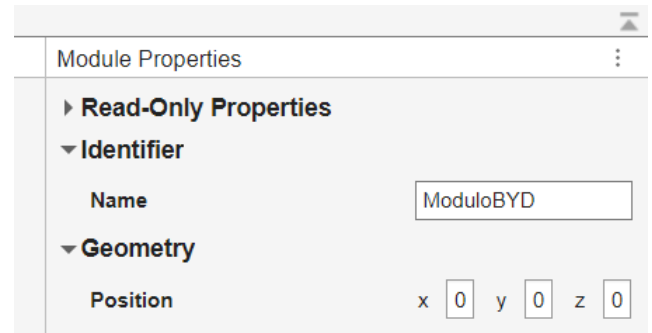 Module Properties
Read-Only Properties
Identifier
Name ModuloBYD
Geometry
Position x 0 y 0 z 0